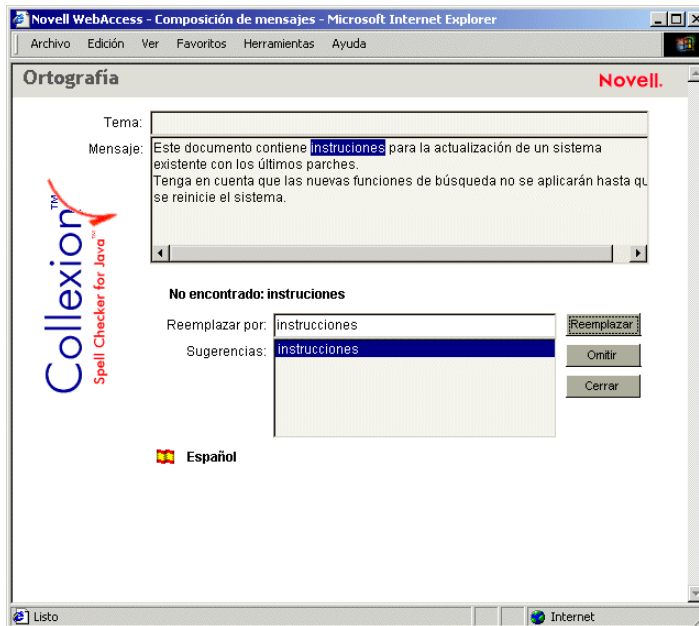 Novell WebAccess - Composición de mensajes - Microsoft Internet Explorer
Archivo Edición Ver Favoritos Herramientas Ayuda
Ortografía
Novell.
Tema:
Mensaje:
Este documento contiene instruciones para la actualización de un sistema
existente con los últimos parches.
Tenga en cuenta que las nuevas funciones de búsqueda no se aplicarán hasta qu
se reinicie el sistema.
Collexion™
Spell Checker for Java™
No encontrado: instruciones
Reemplazar por: instrucciones Reemplazar
Sugerencias: instrucciones
Omitir
Cerrar
Español
Listo Internet